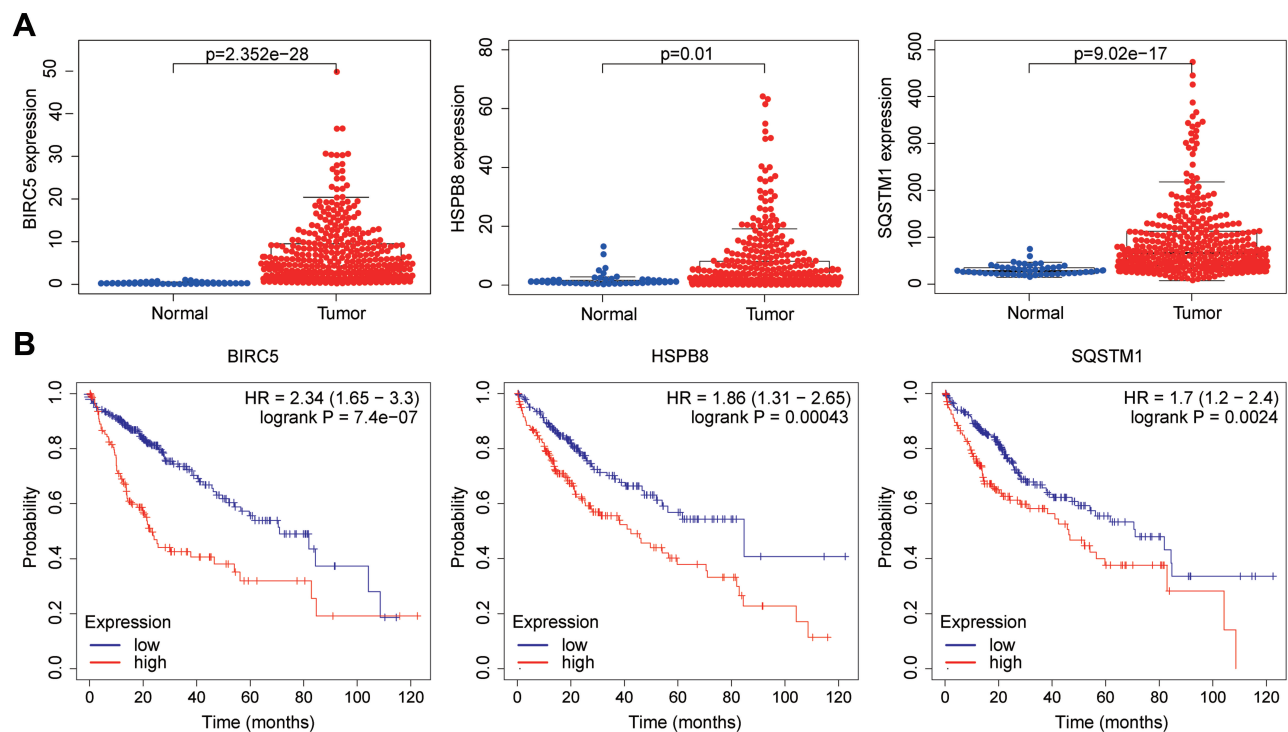 A
p=2.352e−28
BIRC5 expression
50
40
30
20
10
0
Normal
Tumor
p=0.01
HSPB8 expression
80
60
40
20
0
Normal
Tumor
p=9.02e−17
SQSTM1 expression
500
400
300
200
100
0
Normal
Tumor
B
BIRC5
HR = 2.34 (1.65 − 3.3)
logrank P = 7.4e−07
Probability
1.0
0.8
0.6
0.4
0.2
0.0
Expression
low
high
0 20 40 60 80 100 120
Time (months)
HSPB8
HR = 1.86 (1.31 − 2.65)
logrank P = 0.00043
Probability
1.0
0.8
0.6
0.4
0.2
0.0
Expression
low
high
0 20 40 60 80 100 120
Time (months)
SQSTM1
HR = 1.7 (1.2 − 2.4)
logrank P = 0.0024
Probability
1.0
0.8
0.6
0.4
0.2
0.0
Expression
low
high
0 20 40 60 80 100 120
Time (months)